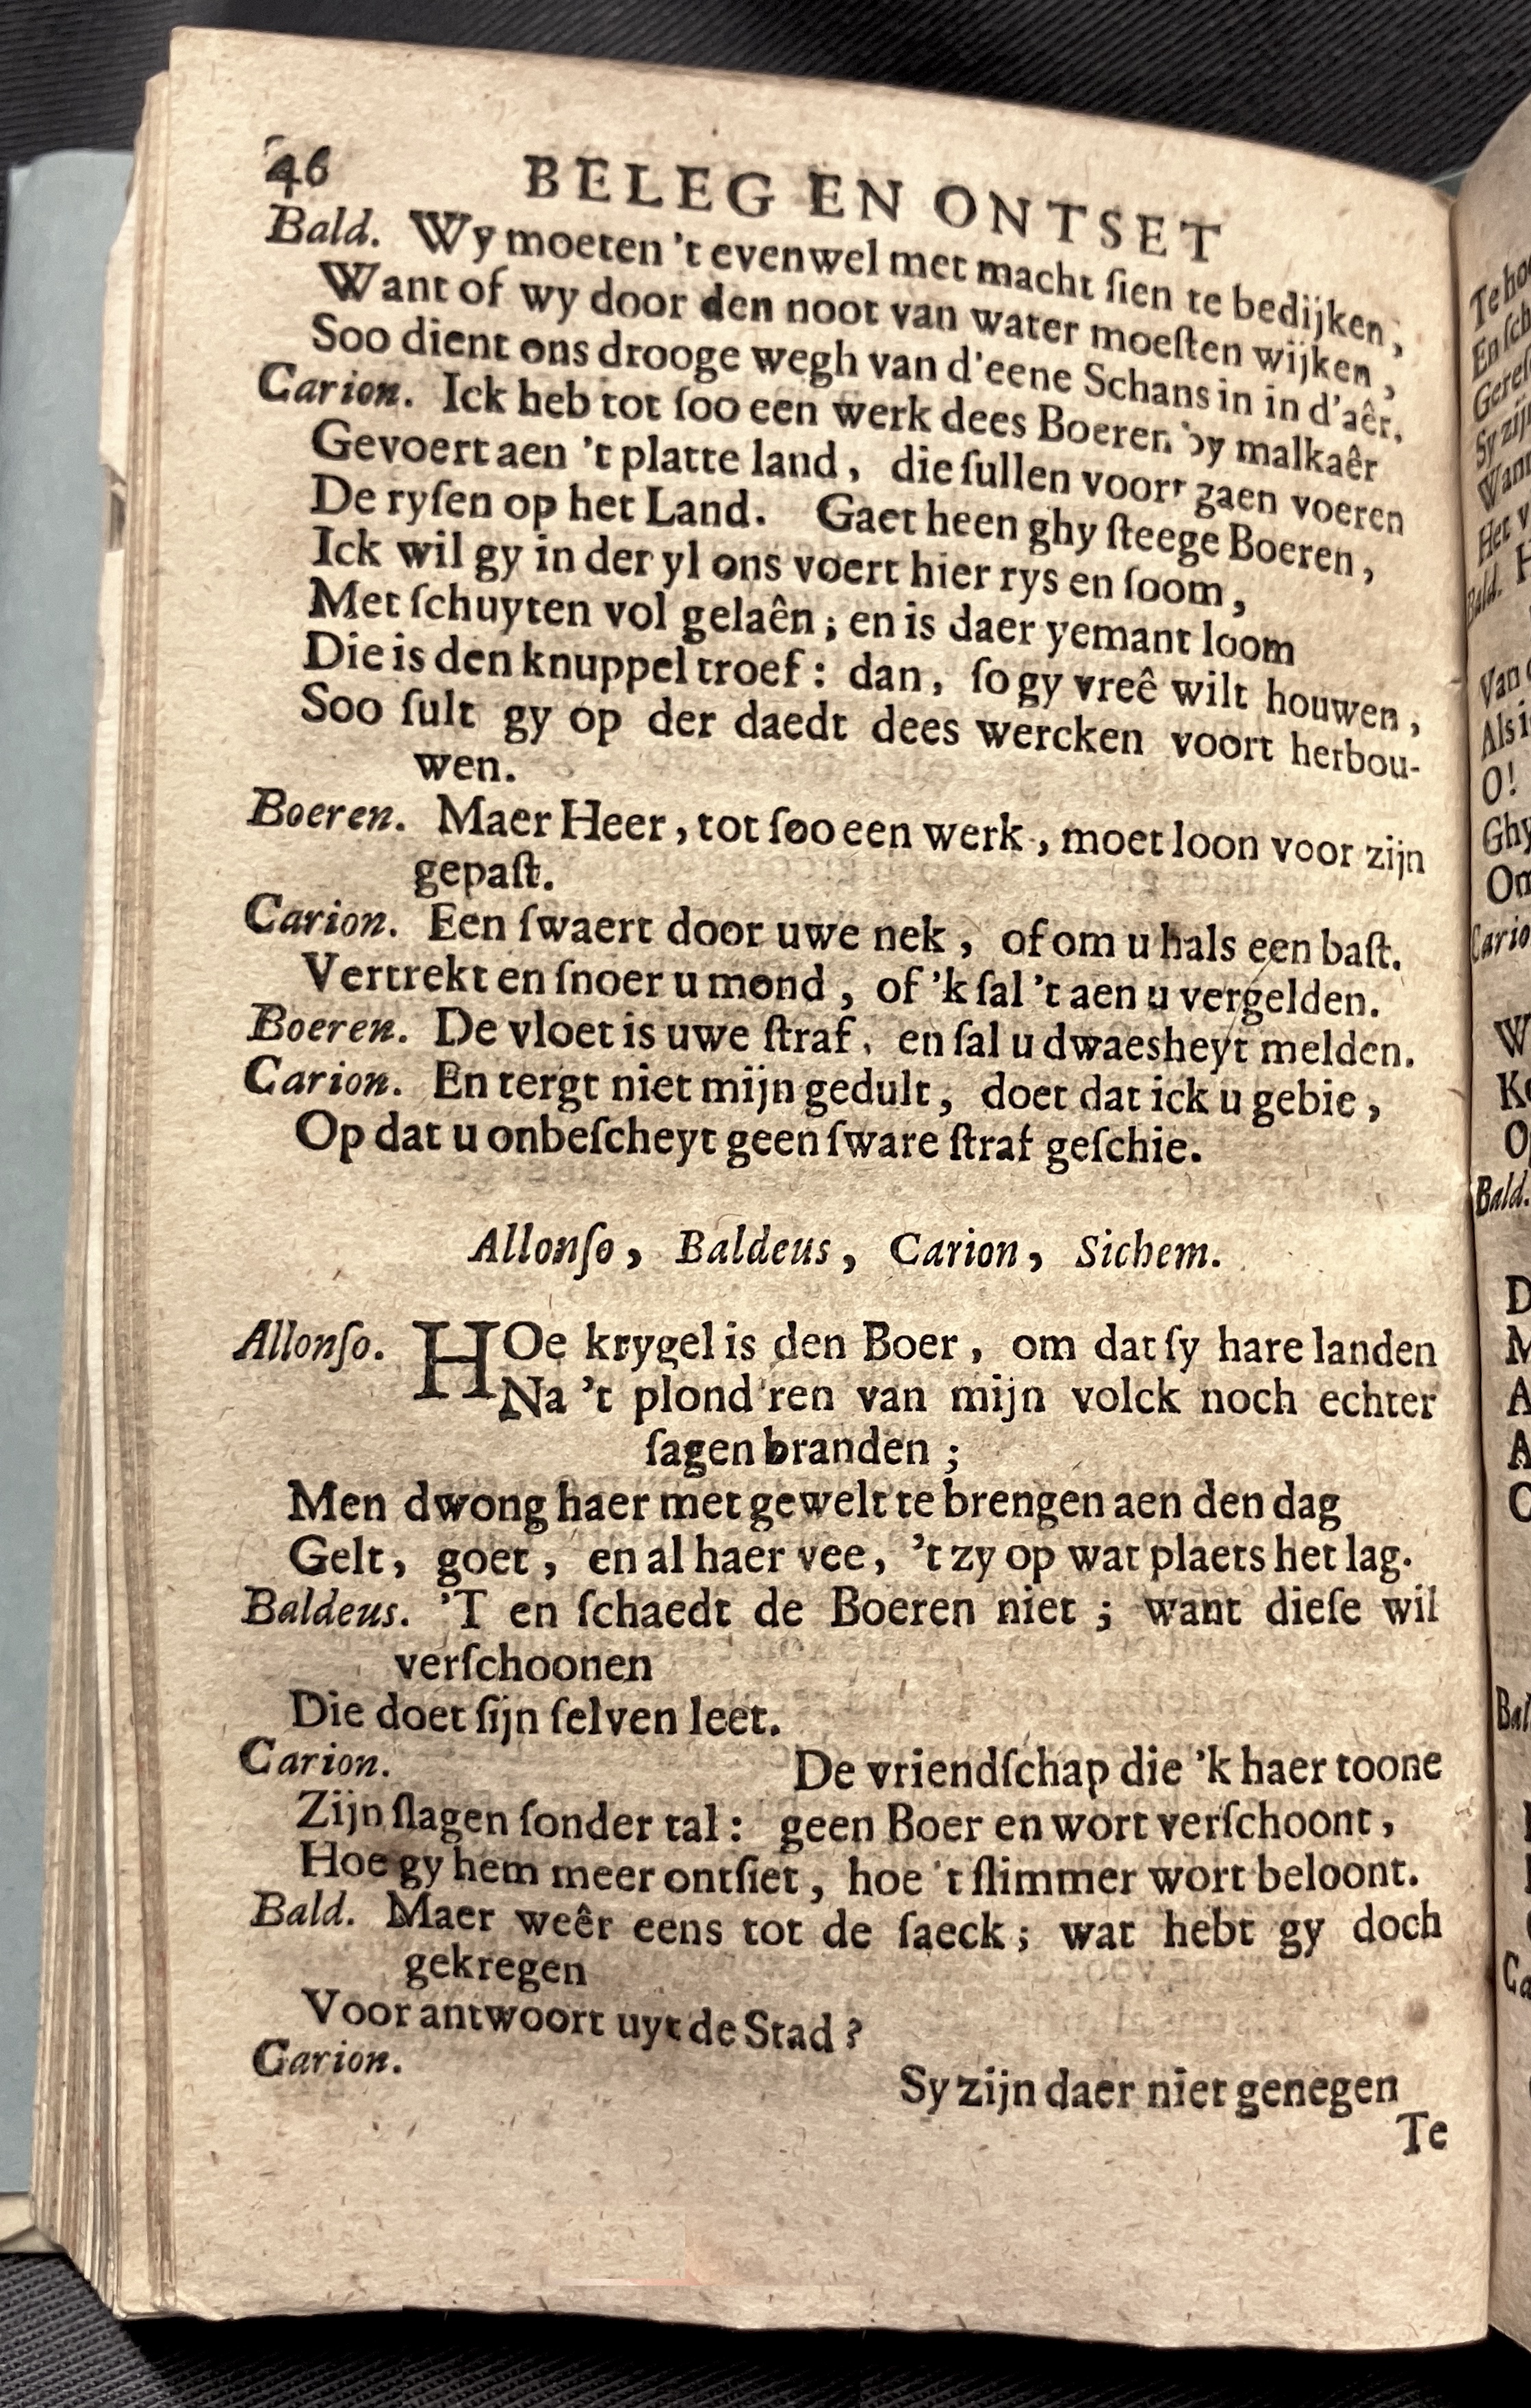 46 BELEG EN ONTSET
Bald. Wy moeten 't evenwel met macht ſien te bedijken,
Want of wy door den noot van water moeſten wijken,
Soo dient ons drooge wegh van d'eene Schans in in d'aêr.
Carion. Ick heb tot ſoo een werk dees Boeren by malkaêr
Gevoert aen 't platte land, die ſullen voort gaen voeren
De ryſen op het Land. Gaet heen ghy ſteege Boeren,
Ick wil gy in der yl ons voert hier rys en ſoom,
Met ſchuyten vol gelaên; en is daer yemant loom
Die is den knuppel troef: dan, ſo gy vreê wilt houwen,
Soo ſult gy op der daedt dees wercken voort herbou-
wen.
Boeren. Maer Heer, tot ſoo een werk, moet loon voor zijn
gepaſt.
Carion. Een ſwaert door uwe nek, of om u hals een baſt.
Vertrekt en ſnoer u mond, of 'k ſal 't aen u vergelden.
Boeren. De vloet is uwe ſtraf, en ſal u dwaesheyt melden.
Carion. En tergt niet mijn gedult, doet dat ick u gebie,
Op dat u onbeſcheyt geen ſware ſtraf geſchie.
Allonſo, Baldeus, Carion, Sichem.
Allonſo. HOe krygel is den Boer, om dat ſy hare landen
Na 't plond'ren van mijn volck noch echter
ſagen branden;
Men dwong haer met gewelt te brengen aen den dag
Gelt, goet, en al haer vee, 't zy op wat plaets het lag.
Baldeus. 'T en ſchaedt de Boeren niet; want dieſe wil
verſchoonen
Die doet ſijn ſelven leet.
Carion. De vriendſchap die 'k haer toone
Zijn ſlagen ſonder tal: geen Boer en wort verſchoont,
Hoe gy hem meer ontſiet, hoe 't ſlimmer wort beloont.
Bald. Maer weêr eens tot de ſaeck; wat hebt gy doch
gekregen
Voor antwoort uyt de Stad?
Carion. Sy zijn daer niet genegen
Te